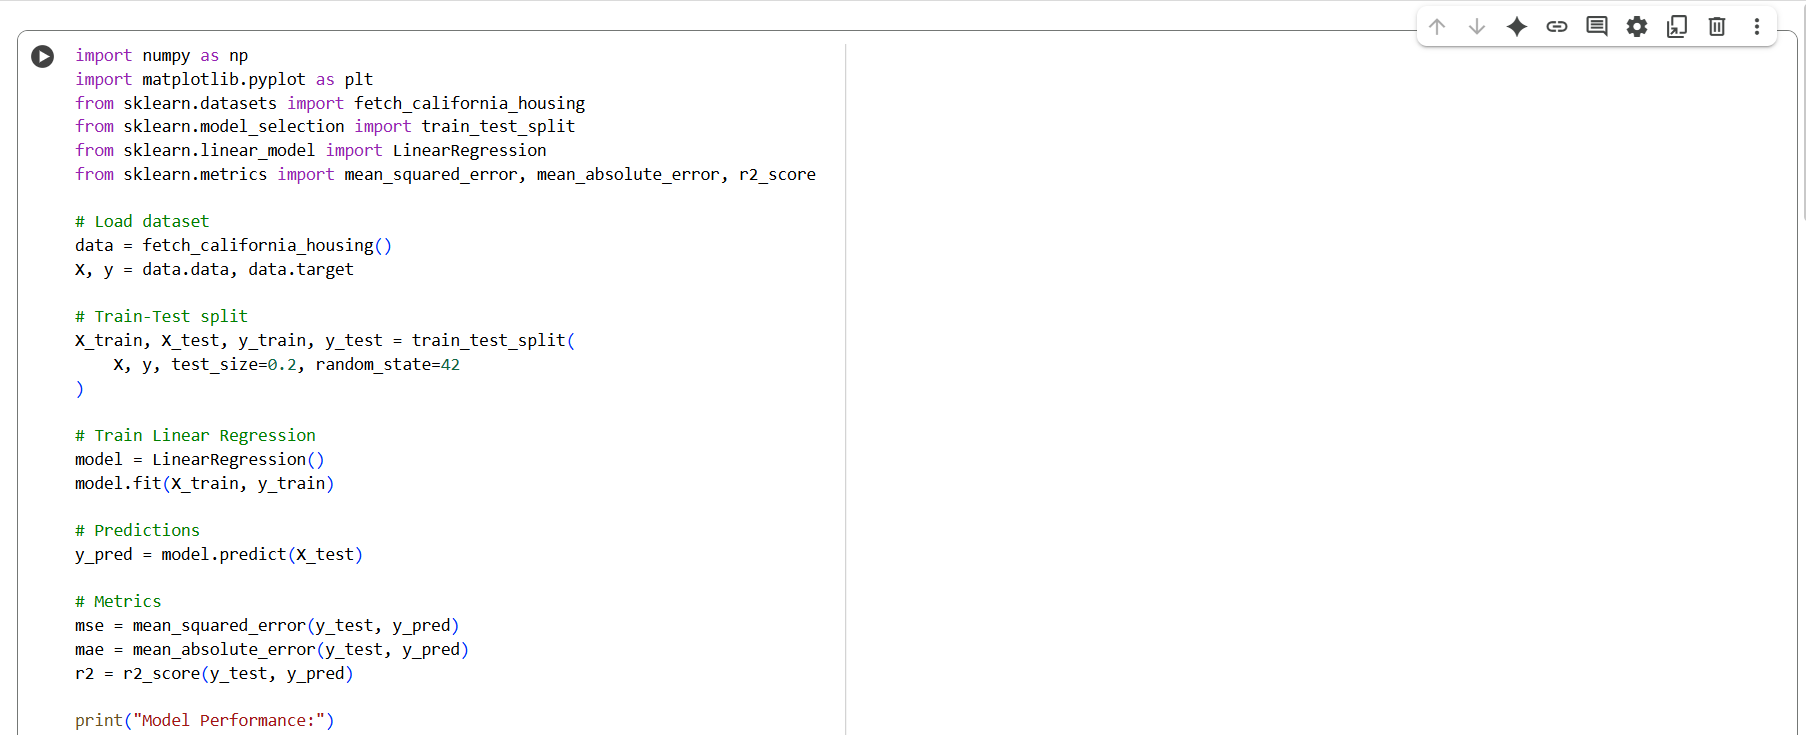 import numpy as np
import matplotlib.pyplot as plt
from sklearn.datasets import fetch_california_housing
from sklearn.model_selection import train_test_split
from sklearn.linear_model import LinearRegression
from sklearn.metrics import mean_squared_error, mean_absolute_error, r2_score

# Load dataset
data = fetch_california_housing()
X, y = data.data, data.target

# Train-Test split
X_train, X_test, y_train, y_test = train_test_split(
    X, y, test_size=0.2, random_state=42
)

# Train Linear Regression
model = LinearRegression()
model.fit(X_train, y_train)

# Predictions
y_pred = model.predict(X_test)

# Metrics
mse = mean_squared_error(y_test, y_pred)
mae = mean_absolute_error(y_test, y_pred)
r2 = r2_score(y_test, y_pred)

print("Model Performance:")